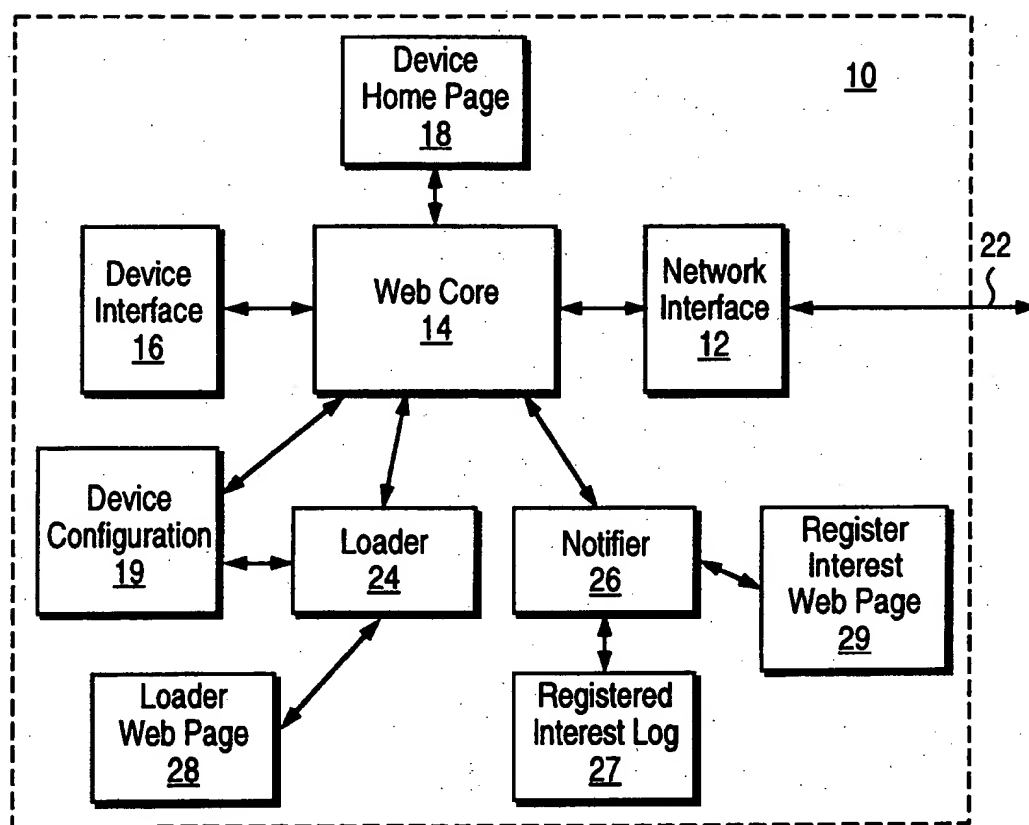 Device
Home Page
18
10
Device
Interface
16
Web Core
14
Network
Interface
12
22
Device
Configuration
19
Loader
24
Notifier
26
Register
Interest
Web Page
29
Loader
Web Page
28
Registered
Interest Log
27